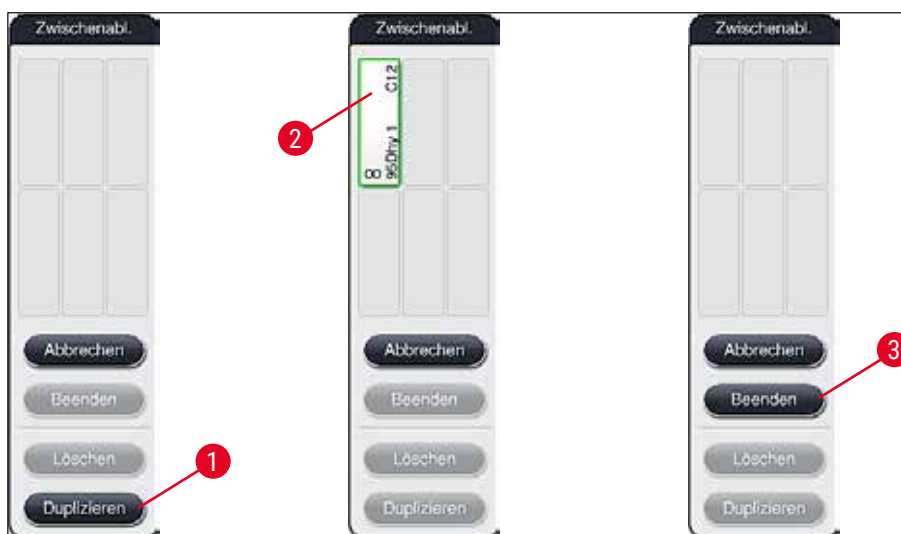 Zwischenabl.
Abbrechen
Beenden
Löschen
Duplizieren
1
Zwischenabl.
C12
95Dhy 1
00
2
Abbrechen
Beenden
Löschen
Duplizieren
Zwischenabl.
Abbrechen
Beenden
3
Löschen
Duplizieren